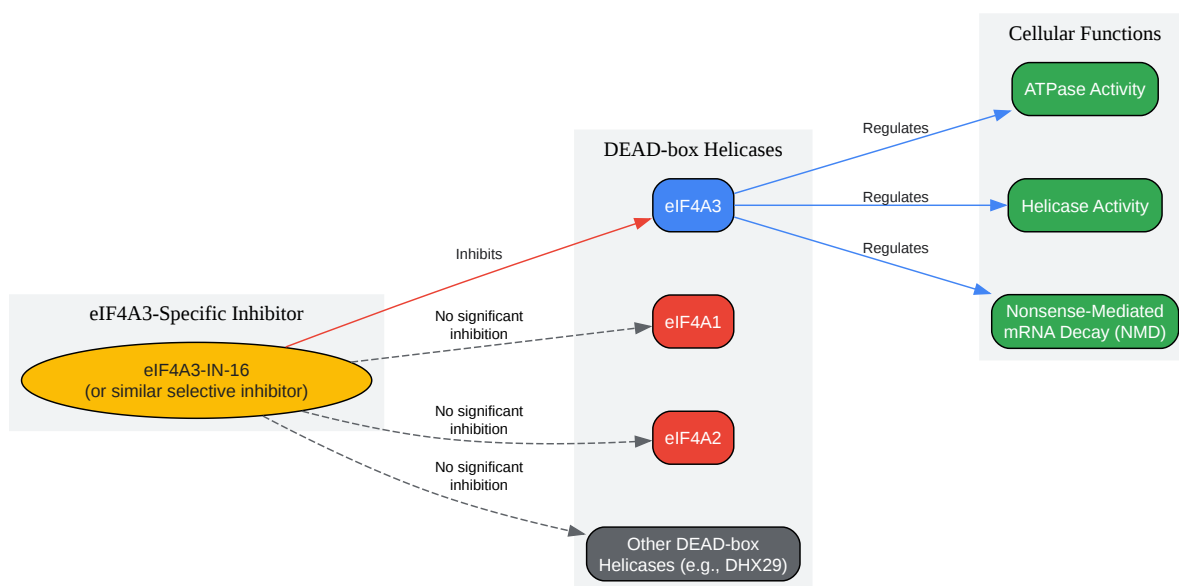 Cellular Functions
ATPase Activity
Regulates
DEAD-box Helicases
eIF4A3
Regulates
Helicase Activity
Inhibits
Regulates
eIF4A3-Specific Inhibitor
No significant
inhibition
eIF4A1
Nonsense-Mediated
mRNA Decay (NMD)
eIF4A3-IN-16
(or similar selective inhibitor)
No significant
inhibition
eIF4A2
No significant
inhibition
Other DEAD-box
Helicases (e.g., DHX29)